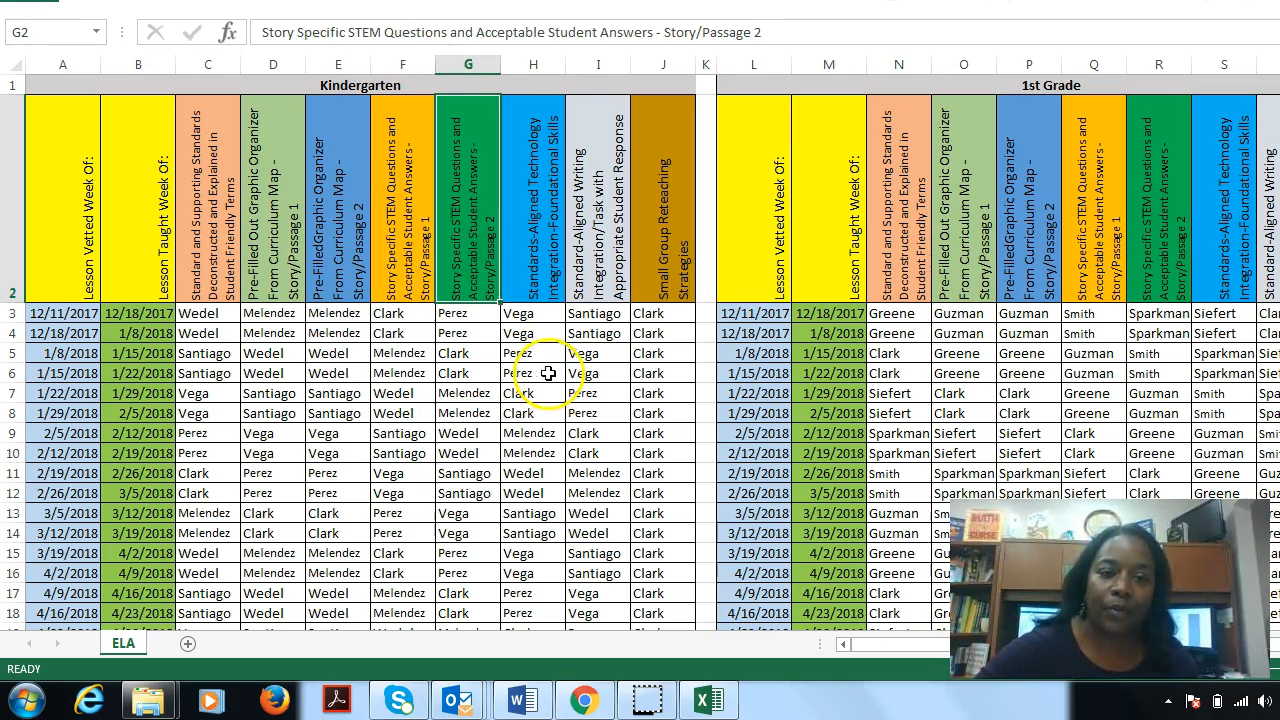 G2 Story Specific STEM Questions and Acceptable Student Answers - Story/Passage 2
A B C D E F G H I J K L M N O P Q R S
1 Kindergarten 1st Grade
2
Lesson Vetted Week Of:
Lesson Taught Week Of:
Standard and Supporting Standards
Deconstructed and Explained in
Student Friendly Terms
Pre-Filled Out Graphic Organizer
From Curriculum Map -
Story/Passage 1
Pre-FilledGraphic Organizer
From Curriculum Map -
Story/Passage 2
Story Specific STEM Questions and
Acceptable Student Answers -
Story/Passage 1
Story Specific STEM Questions and
Acceptable Student Answers -
Story/Passage 2
Standards-Aligned Technology
Integration-Foundational Skills
Standard-Aligned Writing
Integration/Task with
Appropriate Student Response
Small Group Reteaching
Strategies
Lesson Vetted Week Of:
Lesson Taught Week Of:
Standard and Supporting Standards
Deconstructed and Explained in
Student Friendly Terms
Pre-Filled Out Graphic Organizer
From Curriculum Map -
Story/Passage 1
Pre-FilledGraphic Organizer
From Curriculum Map -
Story/Passage 2
Story Specific STEM Questions and
Acceptable Student Answers -
Story/Passage 1
Story Specific STEM Questions and
Acceptable Student Answers -
Story/Passage 2
Standards-Aligned Technology
Integration-Foundational Skills
Standard-Aligned Writing
3 12/11/2017 12/18/2017 Wedel Melendez Melendez Clark Perez Vega Santiago Clark 12/11/2017 12/18/2017 Greene Guzman Guzman Smith Sparkman Siefert
4 12/18/2017 1/8/2018 Wedel Melendez Melendez Clark Perez Vega Santiago Clark 12/18/2017 1/8/2018 Greene Guzman Guzman Smith Sparkman Siefert
5 1/8/2018 1/15/2018 Santiago Wedel Wedel Melendez Clark Perez Vega Clark 1/8/2018 1/15/2018 Clark Greene Greene Guzman Smith Sparkman
6 1/15/2018 1/22/2018 Santiago Wedel Wedel Melendez Clark Perez Vega Clark 1/15/2018 1/22/2018 Clark Greene Greene Guzman Smith Sparkman
7 1/22/2018 1/29/2018 Vega Santiago Santiago Wedel Melendez Clark Perez Clark 1/22/2018 1/29/2018 Siefert Clark Clark Greene Guzman Smith
8 1/29/2018 2/5/2018 Vega Santiago Santiago Wedel Melendez Clark Perez Clark 1/29/2018 2/5/2018 Siefert Clark Clark Greene Guzman Smith
9 2/5/2018 2/12/2018 Perez Vega Vega Santiago Wedel Melendez Clark Clark 2/5/2018 2/12/2018 Sparkman Siefert Siefert Clark Greene Guzman
10 2/12/2018 2/19/2018 Perez Vega Vega Santiago Wedel Melendez Clark Clark 2/12/2018 2/19/2018 Sparkman Siefert Siefert Clark Greene Guzman
11 2/19/2018 2/26/2018 Clark Perez Perez Vega Santiago Wedel Melendez Clark 2/19/2018 2/26/2018 Smith Sparkman Sparkman Siefert Clark Greene
12 2/26/2018 3/5/2018 Clark Perez Perez Vega Santiago Wedel Melendez Clark 2/26/2018 3/5/2018 Smith Sparkman Sparkman Siefert Clark Greene
13 3/5/2018 3/12/2018 Melendez Clark Clark Perez Vega Santiago Wedel Clark 3/5/2018 3/12/2018 Guzman
14 3/12/2018 3/19/2018 Melendez Clark Clark Perez Vega Santiago Wedel Clark 3/12/2018 3/19/2018 Guzman
15 3/19/2018 4/2/2018 Wedel Melendez Melendez Clark Perez Vega Santiago Clark 3/19/2018 4/2/2018 Greene
16 4/2/2018 4/9/2018 Wedel Melendez Melendez Clark Perez Vega Santiago Clark 4/2/2018 4/9/2018 Greene
17 4/9/2018 4/16/2018 Santiago Wedel Wedel Melendez Clark Perez Vega Clark 4/9/2018 4/16/2018 Clark
18 4/16/2018 4/23/2018 Santiago Wedel Wedel Melendez Clark Perez Vega Clark 4/16/2018 4/23/2018 Clark
MATH CURSE
ELA
READY